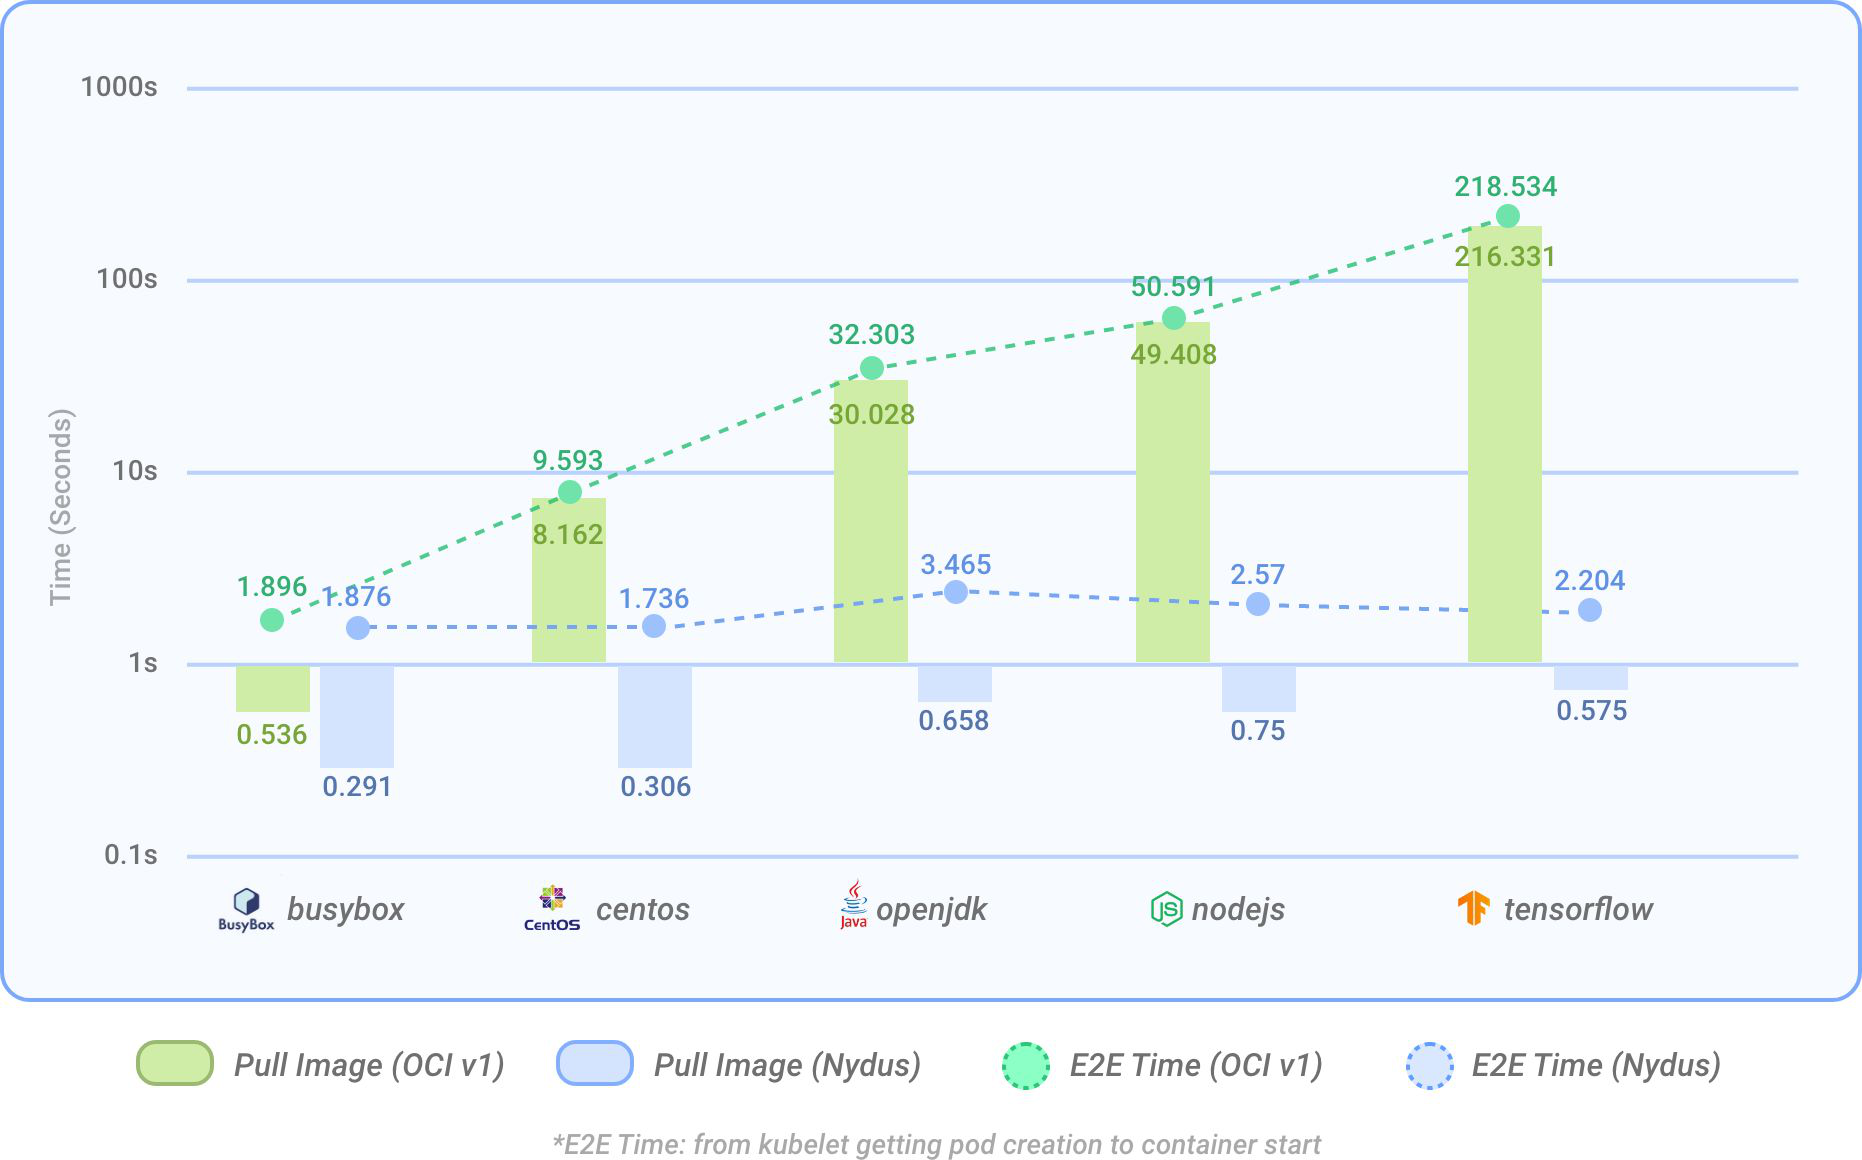 1000s
100s
10s
1s
0.1s
Time (Seconds)
1.896
1.876
0.536
0.291
9.593
8.162
1.736
0.306
32.303
30.028
3.465
0.658
50.591
49.408
2.57
0.75
218.534
216.331
2.204
0.575
BusyBox
busybox
CentOS
centos
Java
openjdk
JS
nodejs
tensorflow
Pull Image (OCI v1)
Pull Image (Nydus)
E2E Time (OCI v1)
E2E Time (Nydus)
*E2E Time: from kubelet getting pod creation to container start